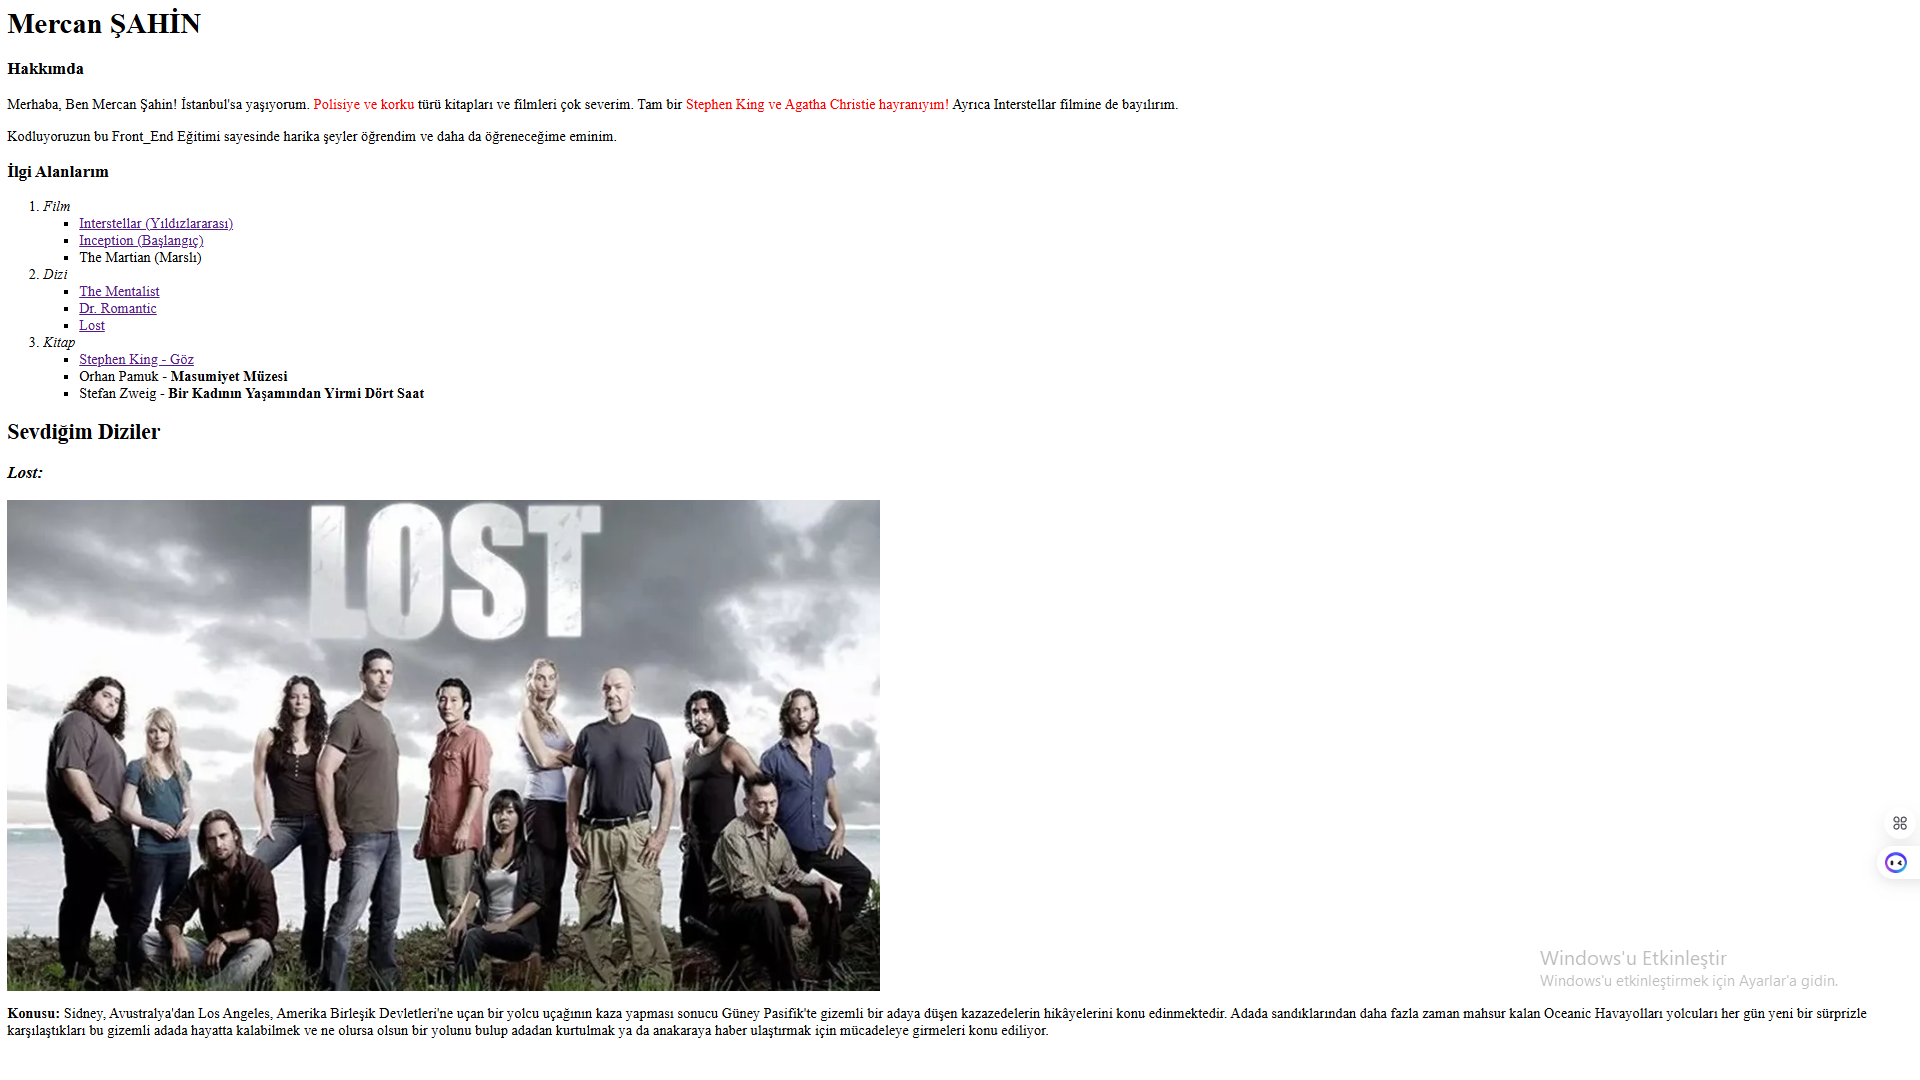 Mercan ŞAHİN
Hakkımda
Merhaba, Ben Mercan Şahin! İstanbul'sa yaşıyorum. Polisiye ve korku türü kitapları ve filmleri çok severim. Tam bir Stephen King ve Agatha Christie hayranıyım! Ayrıca Interstellar filmine de bayılırım.
Kodluyoruzun bu Front_End Eğitimi sayesinde harika şeyler öğrendim ve daha da öğreneceğime eminim.
İlgi Alanlarım
1. Film
▪ Interstellar (Yıldızlararası)
▪ Inception (Başlangıç)
▪ The Martian (Marslı)
2. Dizi
▪ The Mentalist
▪ Dr. Romantic
▪ Lost
3. Kitap
▪ Stephen King - Göz
▪ Orhan Pamuk - Masumiyet Müzesi
▪ Stefan Zweig - Bir Kadının Yaşamından Yirmi Dört Saat
Sevdiğim Diziler
Lost:
LOST
Windows'u Etkinleştir
Windows'u etkinleştirmek için Ayarlar'a gidin.
Konusu: Sidney, Avustralya'dan Los Angeles, Amerika Birleşik Devletleri'ne uçan bir yolcu uçağının kaza yapması sonucu Güney Pasifik'te gizemli bir adaya düşen kazazedelerin hikâyelerini konu edinmektedir. Adada sandıklarından daha fazla zaman mahsur kalan Oceanic Havayolları yolcuları her gün yeni bir sürprizle
karşılaştıkları bu gizemli adada hayatta kalabilmek ve ne olursa olsun bir yolunu bulup adadan kurtulmak ya da anakaraya haber ulaştırmak için mücadeleye girmeleri konu ediliyor.